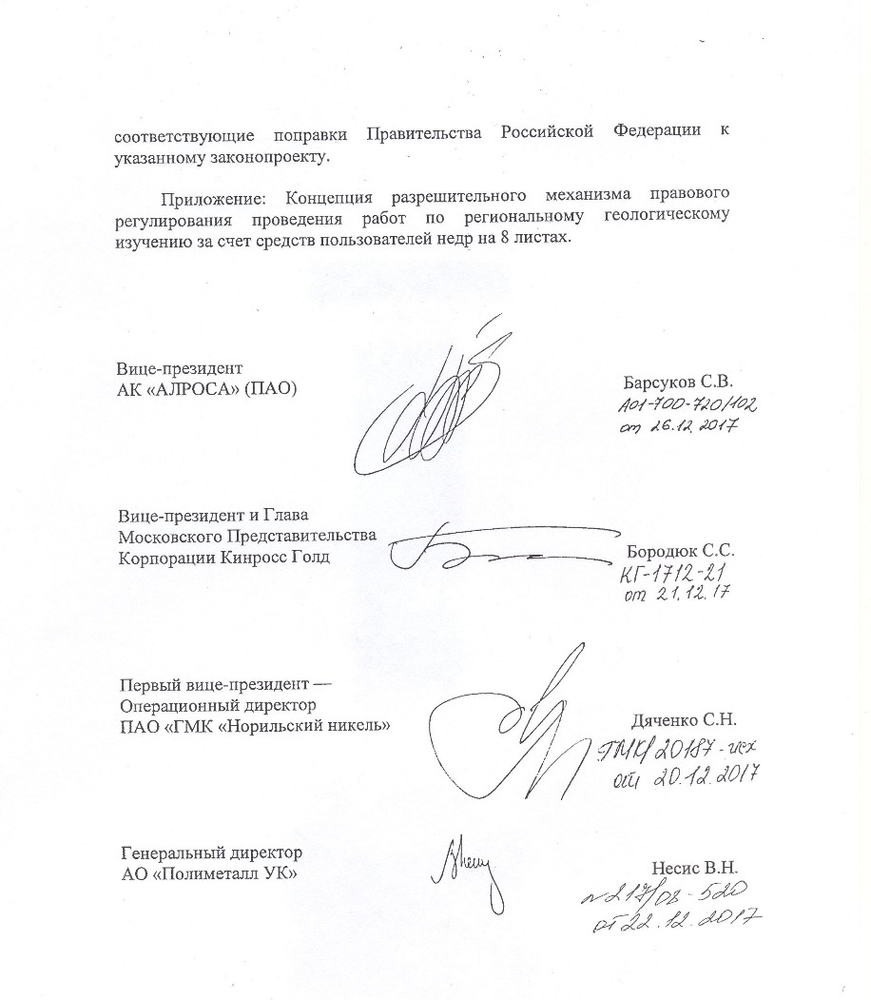 соответствующие поправки Правительства Российской Федерации к
указанному законопроекту.
Приложение: Концепция разрешительного механизма правового
регулирования проведения работ по региональному геологическому
изучению за счет средств пользователей недр на 8 листах.
Вице-президент
АК «АЛРОСА» (ПАО)
Барсуков С.В.
А01-700-720/102
от 26.12.2017
Вице-президент и Глава
Московского Представительства
Корпорации Кинросс Голд
Бородюк С.С.
КГ-1712-21
от 21.12.17
Первый вице-президент —
Операционный директор
ПАО «ГМК «Норильский никель»
Дяченко С.Н.
ГМК/20187-исх
от 20.12.2017
Генеральный директор
АО «Полиметалл УК»
Несис В.Н.
№217/08-520
от 22.12.2017